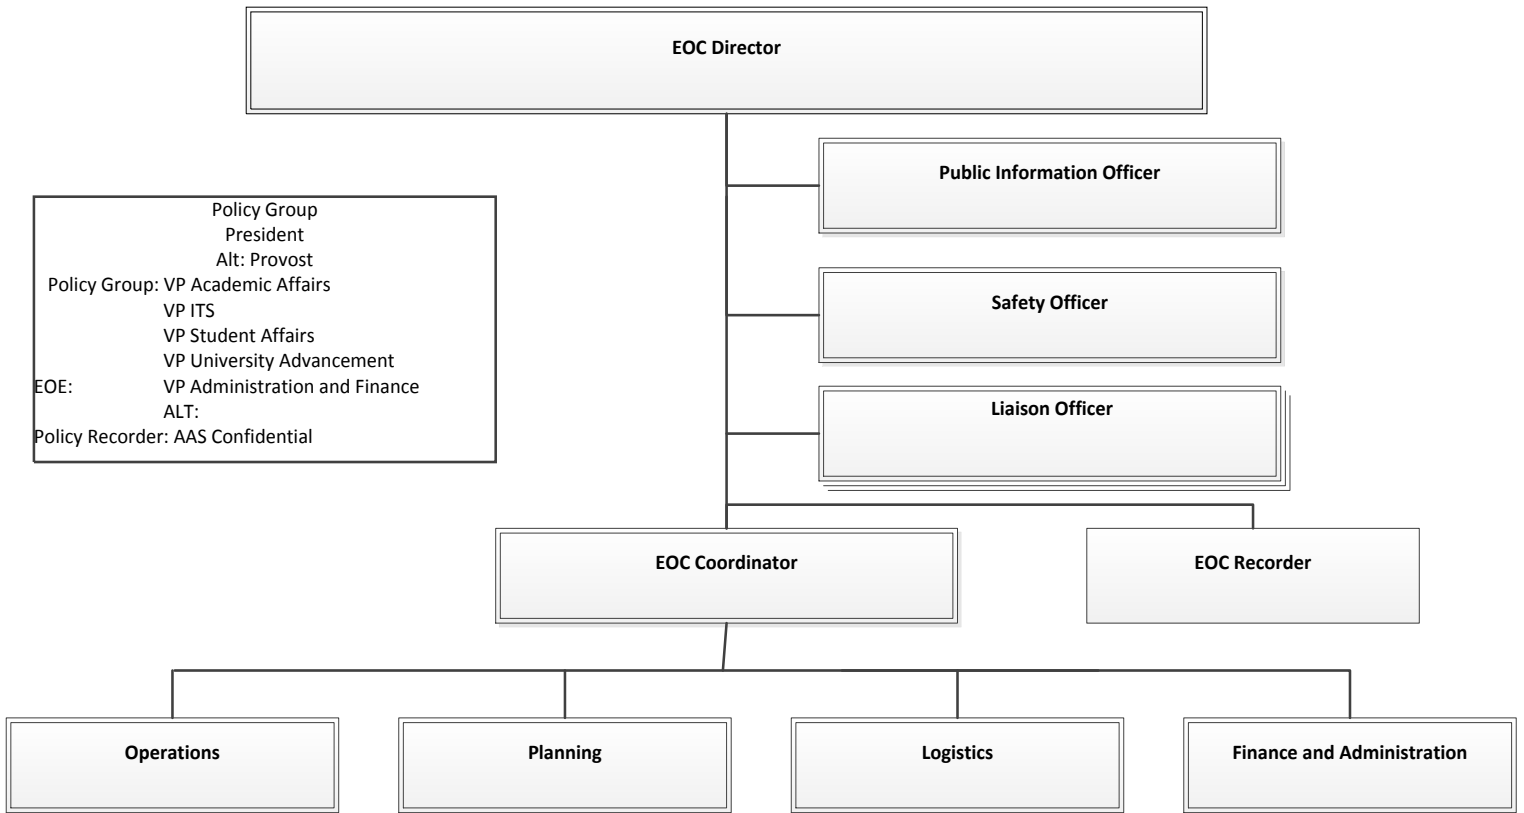 EOC Director
Public Information Officer
Policy Group
President
Alt: Provost
Policy Group: VP Academic Affairs
VP ITS
VP Student Affairs
VP University Advancement
EOE: VP Administration and Finance
ALT:
Policy Recorder: AAS Confidential
Safety Officer
Liaison Officer
EOC Coordinator
EOC Recorder
Operations
Planning
Logistics
Finance and Administration